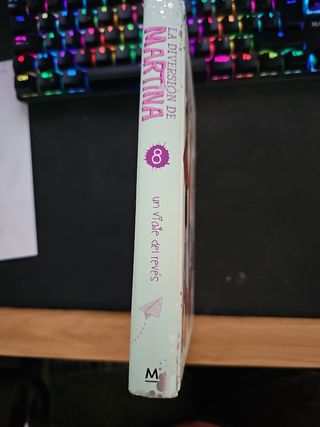 LA DIVERSIÓN DE
MARTINA
8
un viaje del revés
M